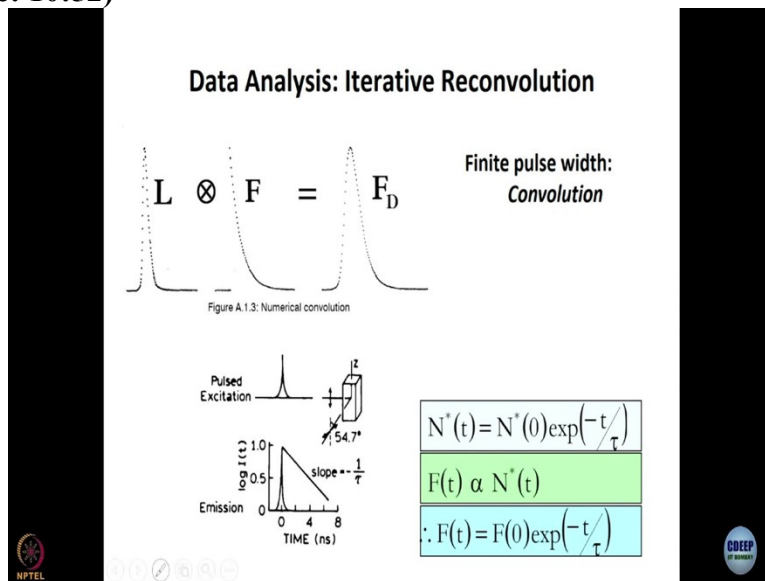 Data Analysis: Iterative Reconvolution
L ⊗ F = F_D
Finite pulse width:
Convolution
Figure A.1.3: Numerical convolution
Pulsed
Excitation
z
54.7°
log I(t)
1.0
0.5
0
slope = -1/τ
Emission
0 4 8
TIME (ns)
N*(t) = N*(0)exp(-t/τ)
F(t) α N*(t)
∴ F(t) = F(0)exp(-t/τ)
NPTEL
CDEEP
IIT BOMBAY